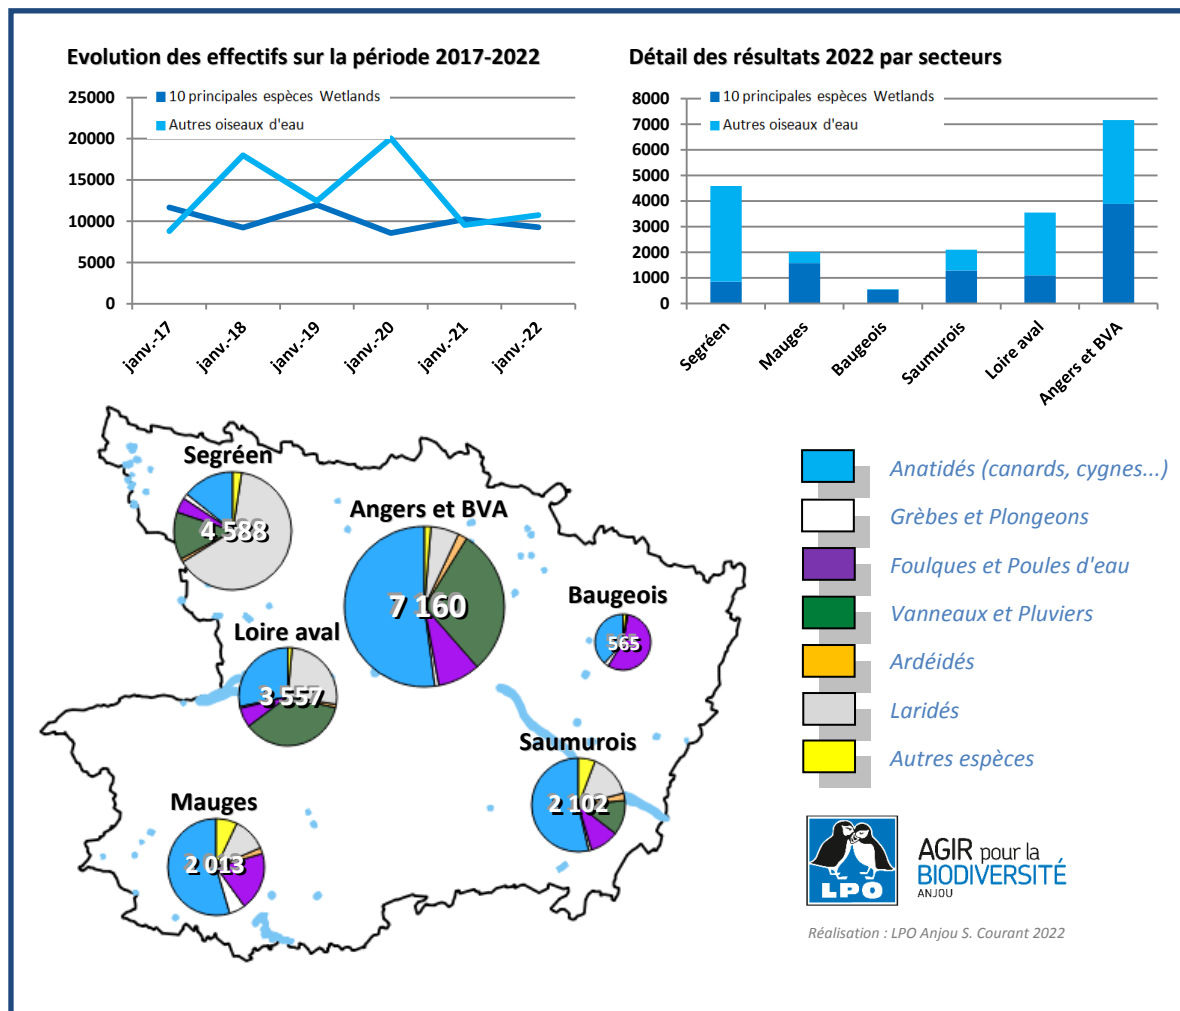 Evolution des effectifs sur la période 2017-2022
25000
20000
15000
10000
5000
0
10 principales espèces Wetlands
Autres oiseaux d'eau
janv.-17
janv.-18
janv.-19
janv.-20
janv.-21
janv.-22
Détail des résultats 2022 par secteurs
8000
7000
6000
5000
4000
3000
2000
1000
0
10 principales espèces Wetlands
Autres oiseaux d'eau
Segréen
Mauges
Baugeois
Saumurois
Loire aval
Angers et BVA
Segréen
4 588
Angers et BVA
7 160
Baugeois
565
Loire aval
3 557
Saumurois
2 102
Mauges
2 013
Anatidés (canards, cygnes...)
Grèbes et Plongeons
Foulques et Poules d'eau
Vanneaux et Pluviers
Ardéidés
Laridés
Autres espèces
LPO
AGIR pour la
BIODIVERSITÉ
ANJOU
Réalisation : LPO Anjou S. Courant 2022